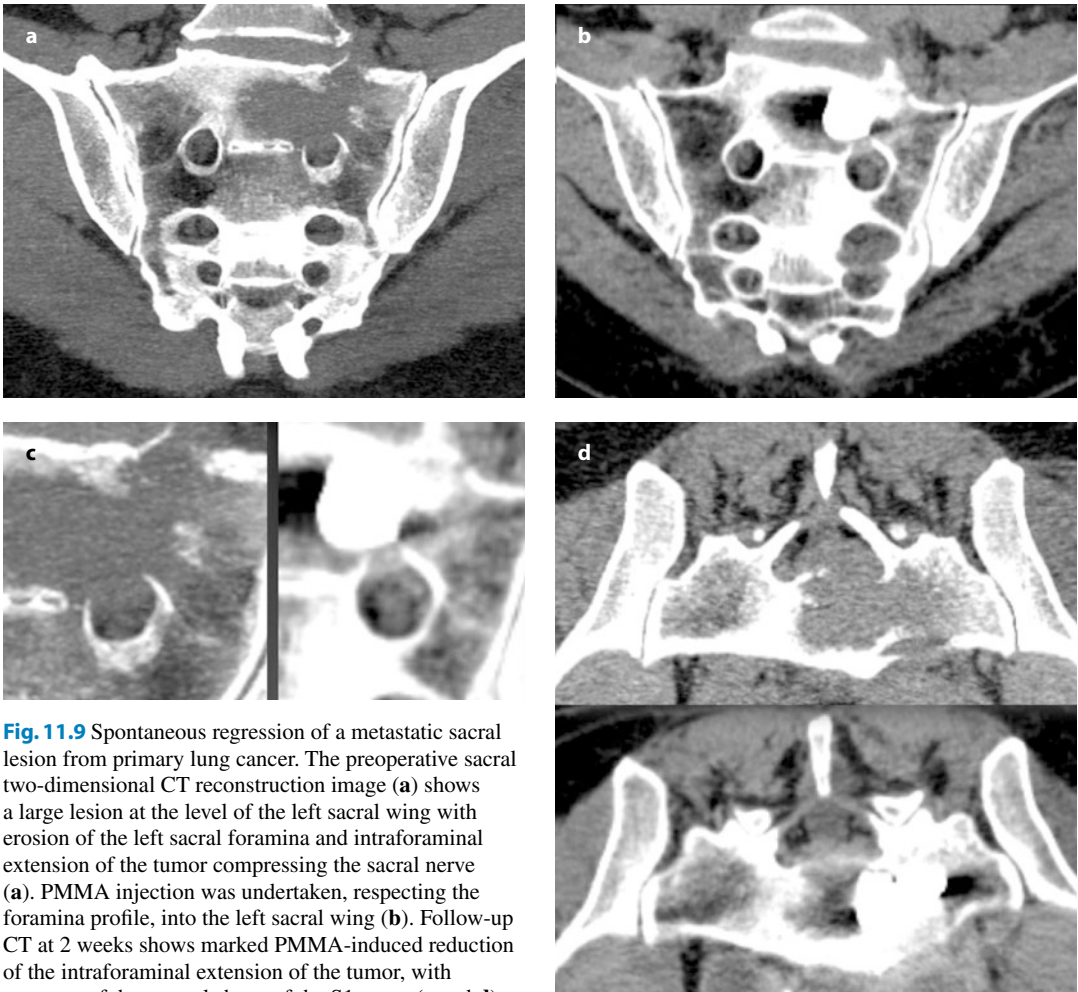 a
b
c
d
Fig. 11.9 Spontaneous regression of a metastatic sacral
lesion from primary lung cancer. The preoperative sacral
two-dimensional CT reconstruction image (a) shows
a large lesion at the level of the left sacral wing with
erosion of the left sacral foramina and intraforaminal
extension of the tumor compressing the sacral nerve
(a). PMMA injection was undertaken, respecting the
foramina profile, into the left sacral wing (b). Follow-up
CT at 2 weeks shows marked PMMA-induced reduction
of the intraforaminal extension of the tumor, with